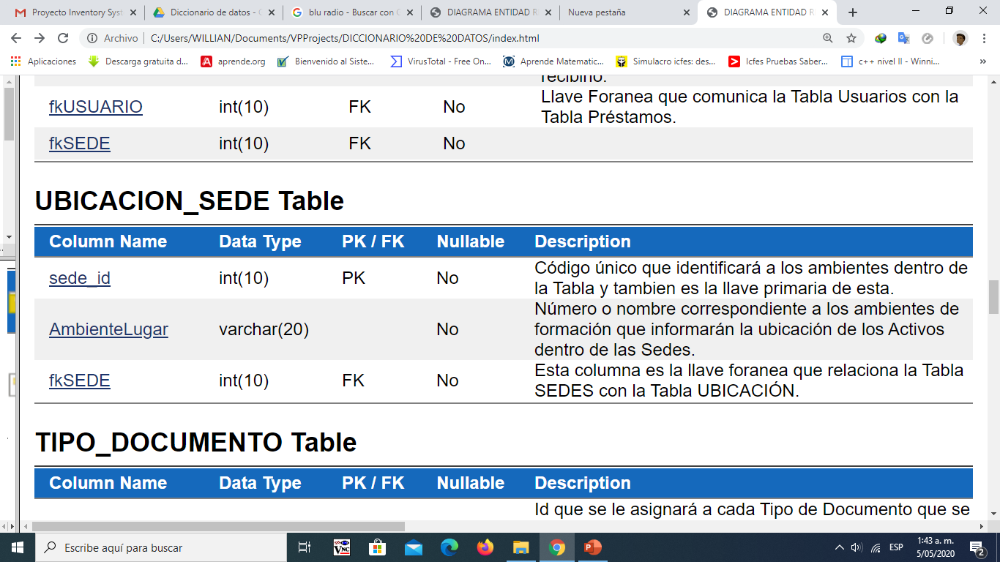 Proyecto Inventory Syst
Diccionario de datos - G
blu radio - Buscar con G
DIAGRAMA ENTIDAD R
Nueva pestaña
DIAGRAMA ENTIDAD R
Archivo
C:/Users/WILLIAN/Documents/VPProjects/DICCIONARIO%20DE%20DATOS/index.html
Aplicaciones
Descarga gratuita d...
aprende.org
Bienvenido al Siste...
VirusTotal - Free On...
Aprende Matematic...
Simulacro icfes: des...
Icfes Pruebas Saber...
c++ nivel II - Winni...
recibirlo.
fkUSUARIO int(10) FK No Llave Foranea que comunica la Tabla Usuarios con la
Tabla Préstamos.
fkSEDE int(10) FK No
UBICACION_SEDE Table
Column Name Data Type PK / FK Nullable Description
sede_id int(10) PK No Código único que identificará a los ambientes dentro de
la Tabla y tambien es la llave primaria de esta.
AmbienteLugar varchar(20) No Número o nombre correspondiente a los ambientes de
formación que informarán la ubicación de los Activos
dentro de las Sedes.
fkSEDE int(10) FK No Esta columna es la llave foranea que relaciona la Tabla
SEDES con la Tabla UBICACIÓN.
TIPO_DOCUMENTO Table
Column Name Data Type PK / FK Nullable Description
Id que se le asignará a cada Tipo de Documento que se
Escribe aquí para buscar
ESP
1:43 a. m.
5/05/2020
2